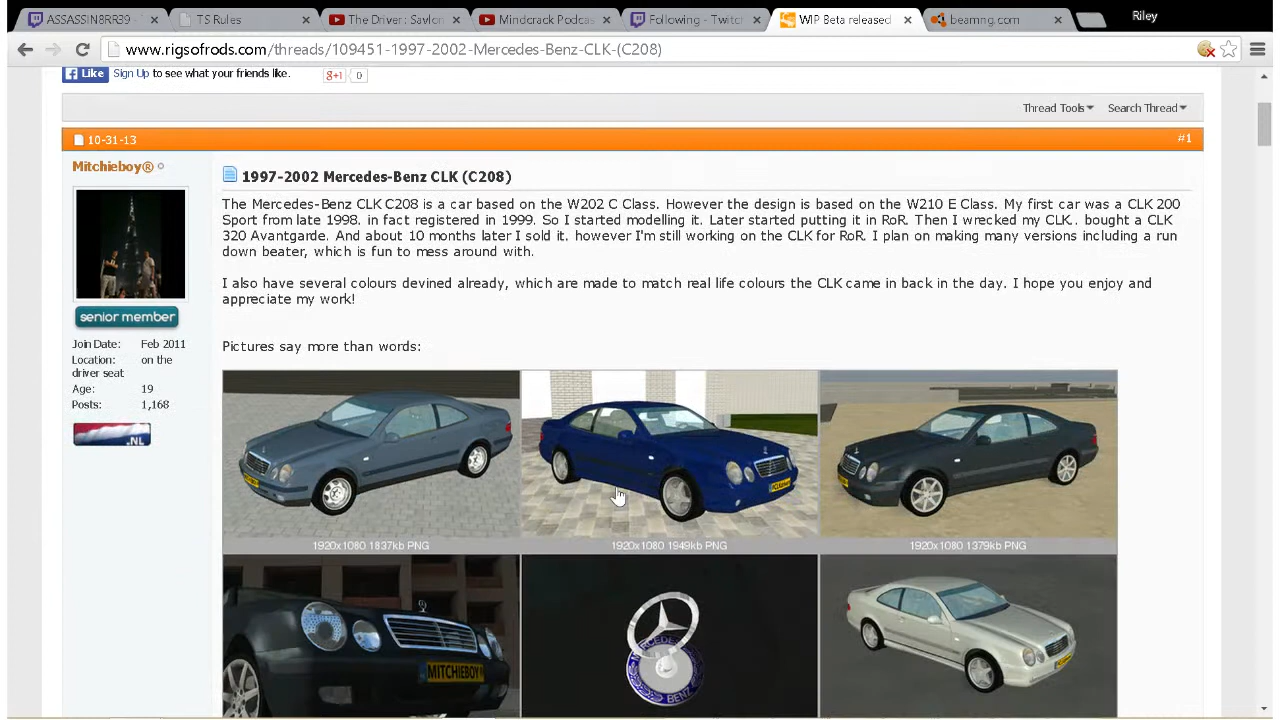 Riley
ASSASSIN8RR39 -
TS Rules
The Driver : Savlon
Mindcrack Podcas
Following - Twitch
WIP Beta released
beamng.com
www.rigsofrods.com/threads/109451-1997-2002-Mercedes-Benz-CLK-(C208)
Like Sign Up to see what your friends like. g+1 0
Thread Tools Search Thread
10-31-13 #1
Mitchieboy®
1997-2002 Mercedes-Benz CLK (C208)
The Mercedes-Benz CLK C208 is a car based on the W202 C Class. However the design is based on the W210 E Class. My first car was a CLK 200
Sport from late 1998. in fact registered in 1999. So I started modelling it. Later started putting it in RoR. Then I wrecked my CLK.. bought a CLK
320 Avantgarde. And about 10 months later I sold it. however I'm still working on the CLK for RoR. I plan on making many versions including a run
down beater, which is fun to mess around with.
I also have several colours devined already, which are made to match real life colours the CLK came in back in the day. I hope you enjoy and
appreciate my work!
senior member
Join Date: Feb 2011
Location: on the
driver seat
Age: 19
Posts: 1,168
.NL
Pictures say more than words:
1920x1080 1837kb PNG
1920x1080 1949kb PNG
1920x1080 1379kb PNG
MITCHIEBOY
BENZ